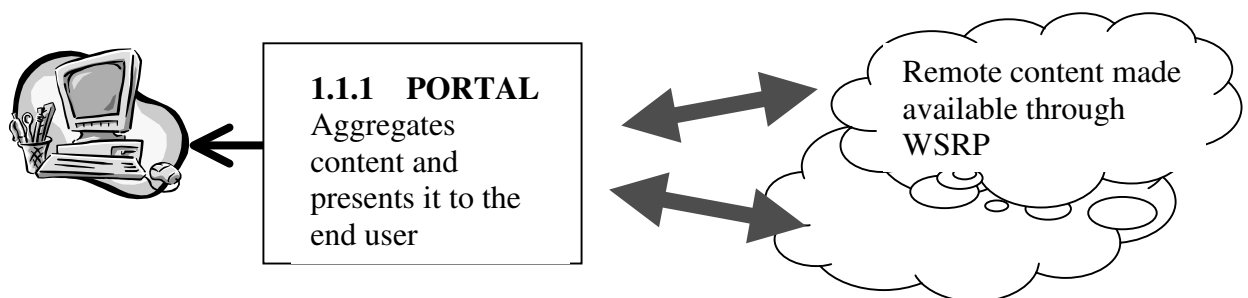 1.1.1 PORTAL
Aggregates
content and
presents it to the
end user
Remote content made
available through
WSRP